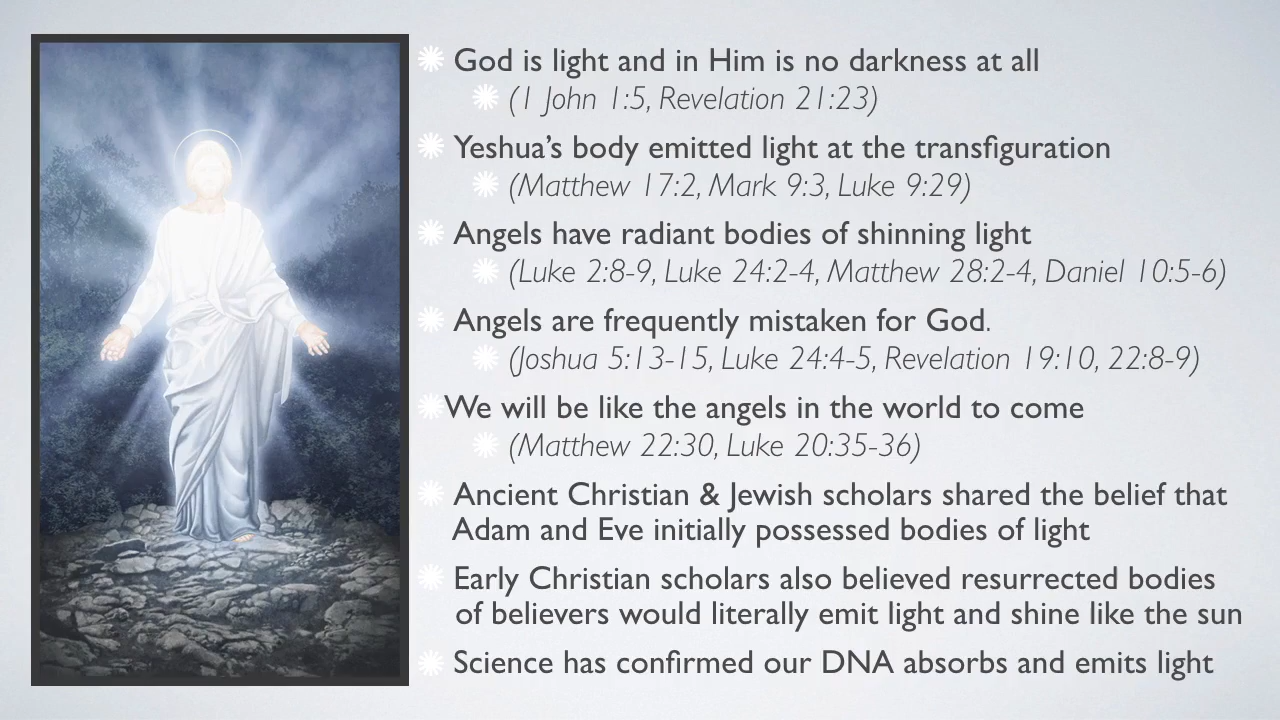 God is light and in Him is no darkness at all
(1 John 1:5, Revelation 21:23)
Yeshua’s body emitted light at the transfiguration
(Matthew 17:2, Mark 9:3, Luke 9:29)
Angels have radiant bodies of shinning light
(Luke 2:8-9, Luke 24:2-4, Matthew 28:2-4, Daniel 10:5-6)
Angels are frequently mistaken for God.
(Joshua 5:13-15, Luke 24:4-5, Revelation 19:10, 22:8-9)
We will be like the angels in the world to come
(Matthew 22:30, Luke 20:35-36)
Ancient Christian & Jewish scholars shared the belief that
Adam and Eve initially possessed bodies of light
Early Christian scholars also believed resurrected bodies
of believers would literally emit light and shine like the sun
Science has confirmed our DNA absorbs and emits light